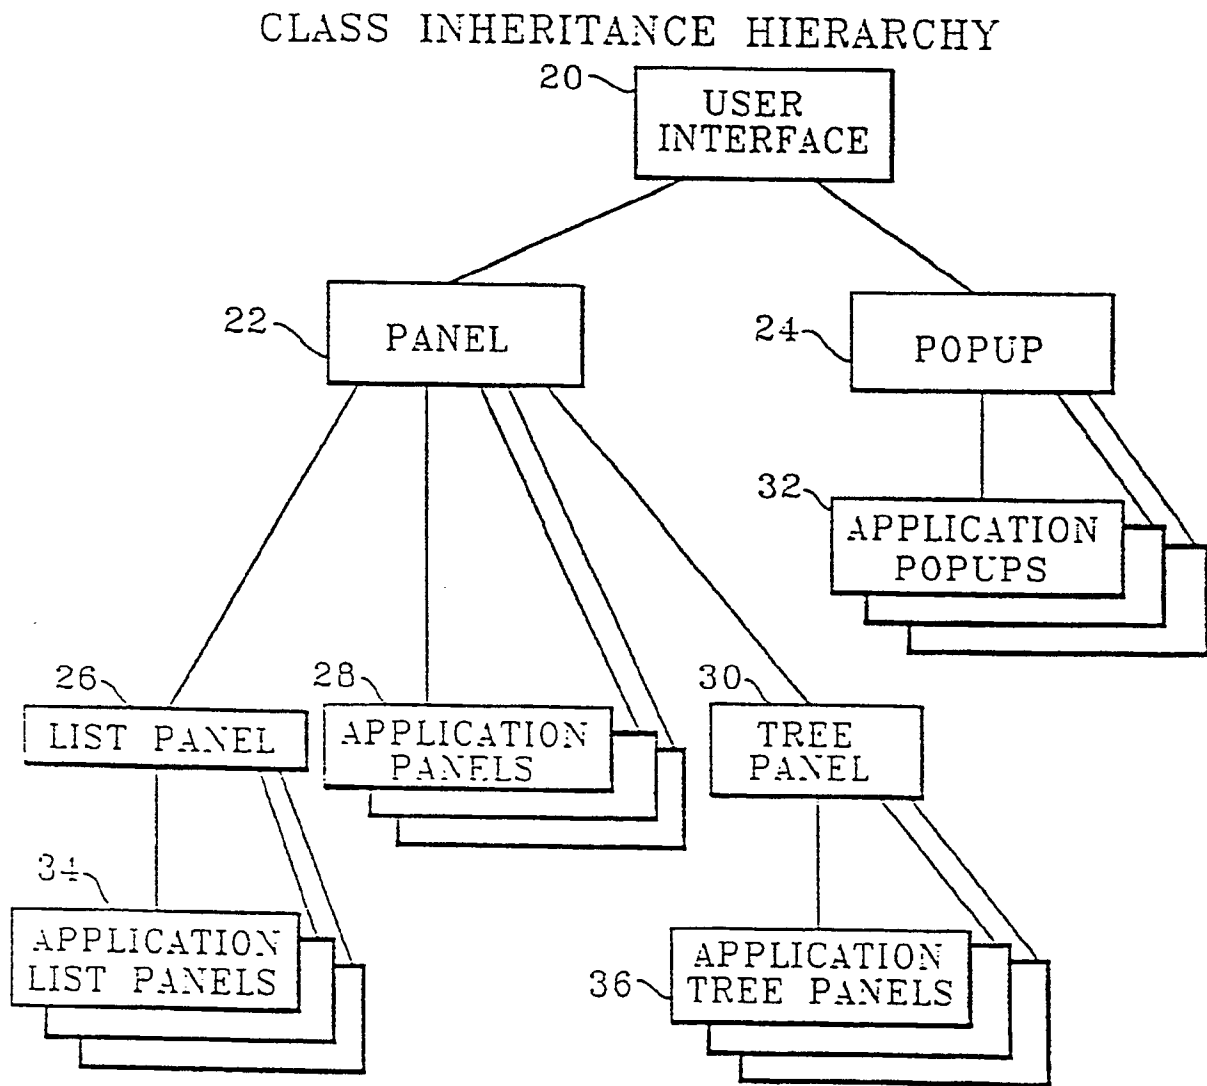 CLASS INHERITANCE HIERARCHY
20
USER
INTERFACE
22
PANEL
24
POPUP
32
APPLICATION
POPUPS
26
LIST PANEL
28
APPLICATION
PANELS
30
TREE
PANEL
34
APPLICATION
LIST PANELS
36
APPLICATION
TREE PANELS